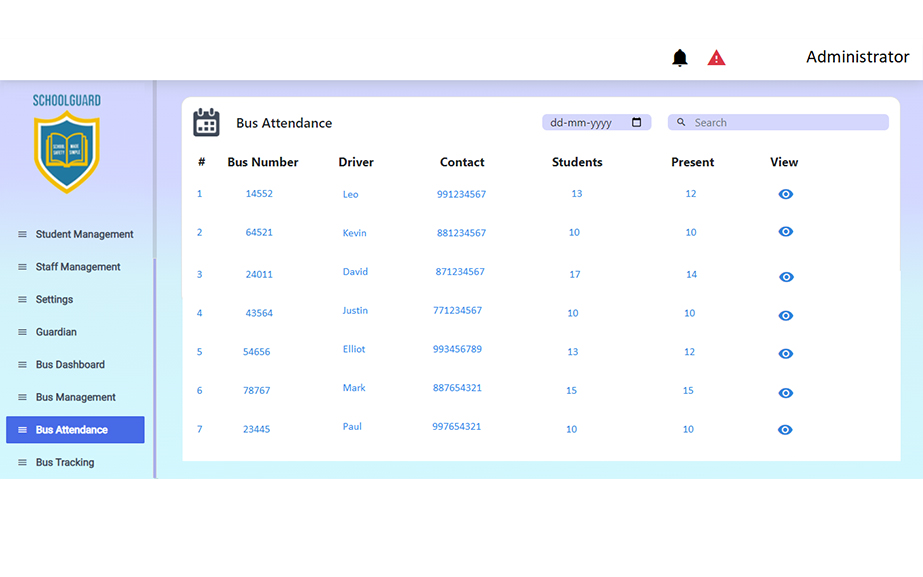 Administrator
SCHOOLGUARD
SCHOOL MADE
SAFETY SIMPLE
Student Management
Staff Management
Settings
Guardian
Bus Dashboard
Bus Management
Bus Attendance
Bus Tracking
Bus Attendance dd-mm-yyyy Search
# Bus Number Driver Contact Students Present View
1 14552 Leo 991234567 13 12
2 64521 Kevin 881234567 10 10
3 24011 David 871234567 17 14
4 43564 Justin 771234567 10 10
5 54656 Elliot 993456789 13 12
6 78767 Mark 887654321 15 15
7 23445 Paul 997654321 10 10